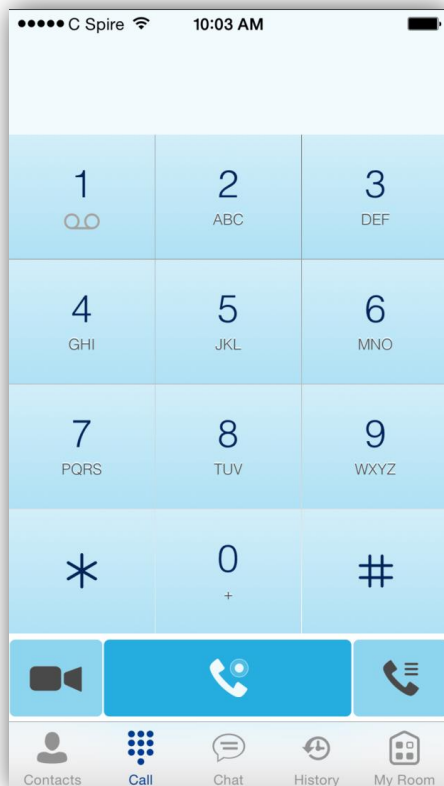 C Spire 10:03 AM
1 2 3
ABC DEF
4 5 6
GHI JKL MNO
7 8 9
PQRS TUV WXYZ
* 0 #
+
Contacts Call Chat History My Room